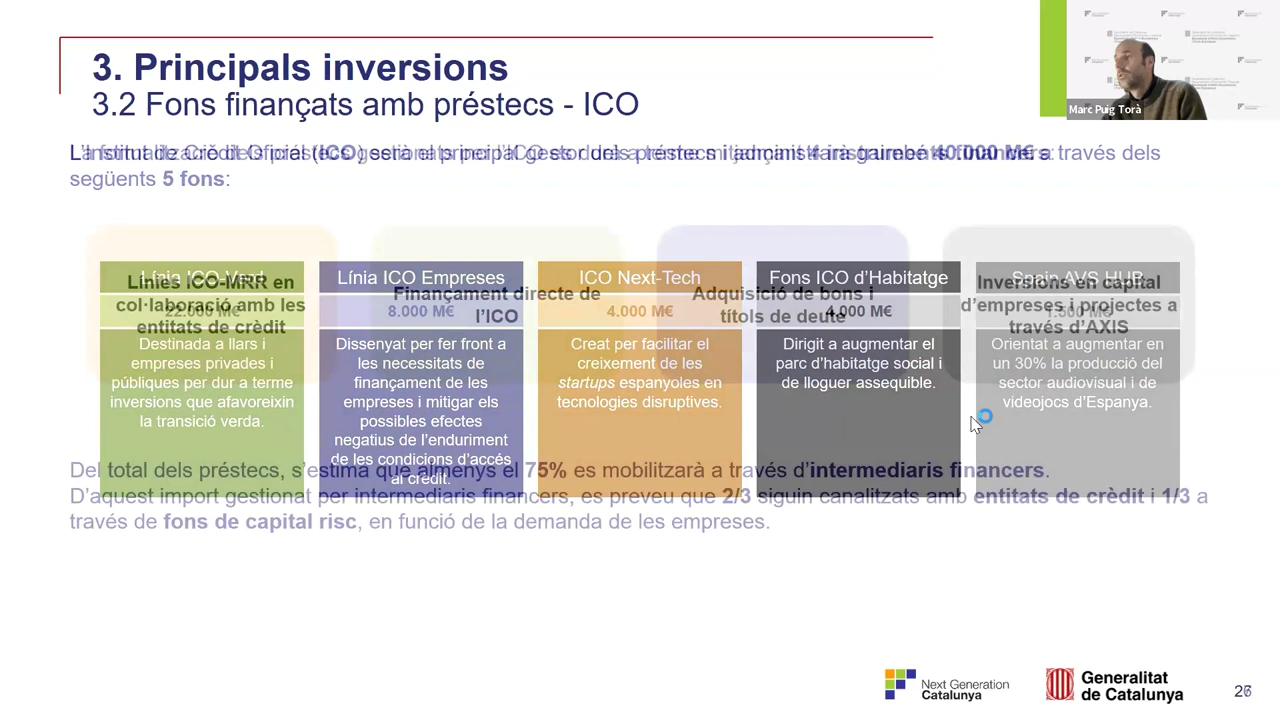 3. Principals inversions
3.2 Fons finançats amb préstecs - ICO
Marc Puig Torà
L'Institut de Crèdit Oficial (ICO) serà el principal gestor dels préstecs i administrarà gairebé 40.000 M€ a través dels
següents 5 fons:
Línia ICO-Verd
22.000 M€
Destinada a llars i
empreses privades i
públiques per dur a terme
inversions que afavoreixin
la transició verda.
Línia ICO Empreses
8.000 M€
Dissenyat per fer front a
les necessitats de
finançament de les
empreses i mitigar els
possibles efectes
negatius de l'enduriment
de les condicions d'accés
al crèdit.
ICO Next-Tech
4.000 M€
Creat per facilitar el
creixement de les
startups espanyoles en
tecnologies disruptives.
Fons ICO d'Habitatge
4.000 M€
Dirigit a augmentar el
parc d'habitatge social i
de lloguer assequible.
Spain AVS HUB
1.500 M€
Orientat a augmentar en
un 30% la producció del
sector audiovisual i de
videojocs d'Espanya.
Línies ICO-MRR en
col·laboració amb les
entitats de crèdit
Finançament directe de
l'ICO
Adquisició de bons i
títols de deute
Inversions en capital
d'empreses i projectes a
través d'AXIS
Del total dels préstecs, s'estima que almenys el 75% es mobilitzarà a través d'intermediaris financers.
D'aquest import gestionat per intermediaris financers, es preveu que 2/3 siguin canalitzats amb entitats de crèdit i 1/3 a
través de fons de capital risc, en funció de la demanda de les empreses.
Next Generation
Catalunya
Generalitat
de Catalunya